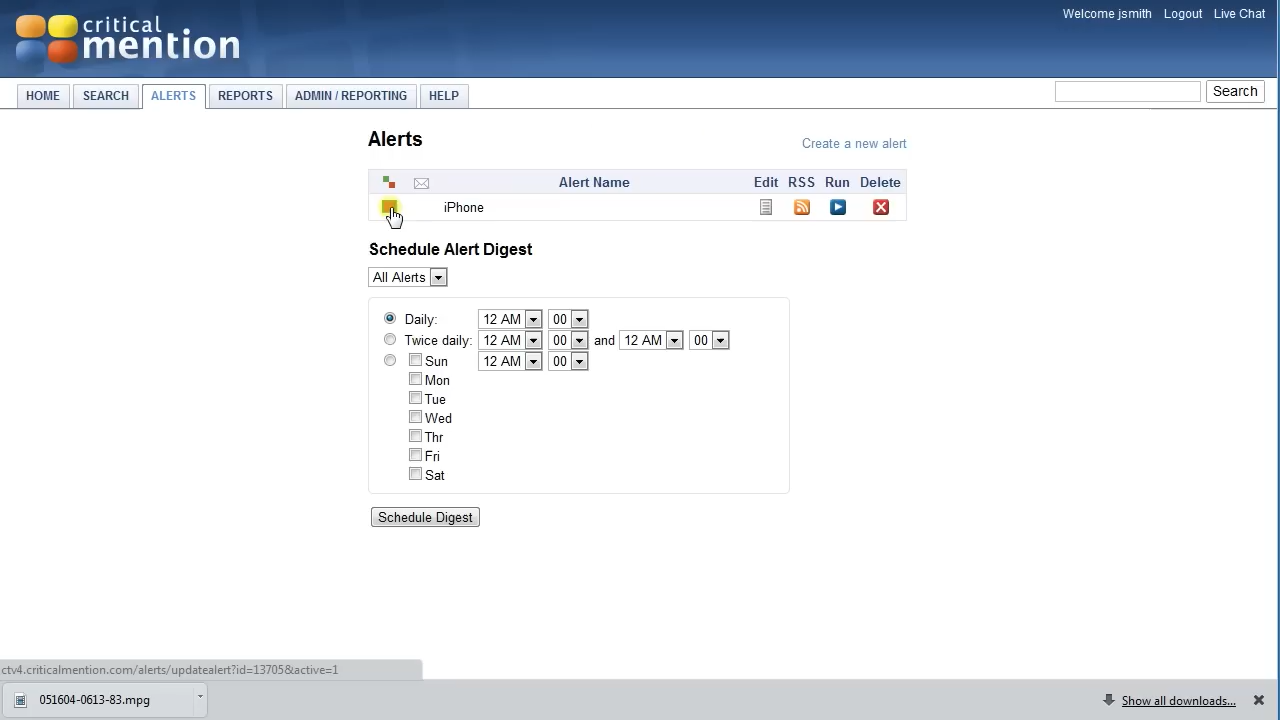 Welcome jsmith Logout Live Chat
critical
mention
HOME SEARCH ALERTS REPORTS ADMIN / REPORTING HELP Search
Alerts
Create a new alert
Alert Name Edit RSS Run Delete
iPhone
Schedule Alert Digest
All Alerts
Daily: 12 AM 00
Twice daily: 12 AM 00 and 12 AM 00
Sun 12 AM 00
Mon
Tue
Wed
Thr
Fri
Sat
Schedule Digest
ctv4.criticalmention.com/alerts/updatealert?id=13705&active=1
051604-0613-83.mpg Show all downloads...